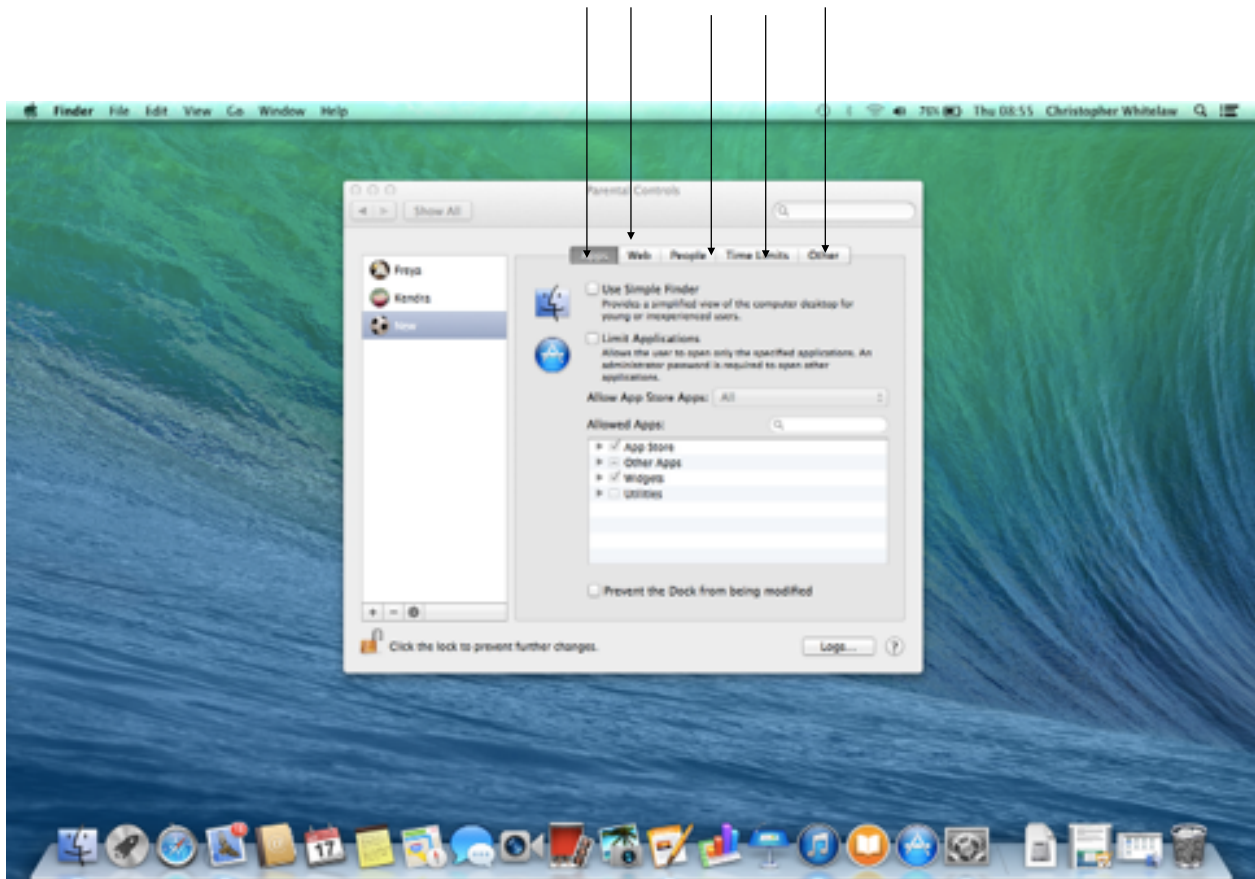 Finder File Edit View Go Window Help 76% Thu 08:55 Christopher Whitelaw
Parental Controls
Show All
Apps Web People Time Limits Other
Freya
Kendra
New
Use Simple Finder
Provides a simplified view of the computer desktop for
young or inexperienced users.
Limit Applications
Allows the user to open only the specified applications. An
administrator password is required to open other
applications.
Allow App Store Apps: All
Allowed Apps:
App Store
Other Apps
Widgets
Utilities
Prevent the Dock from being modified
Click the lock to prevent further changes.
Logs... ?
17